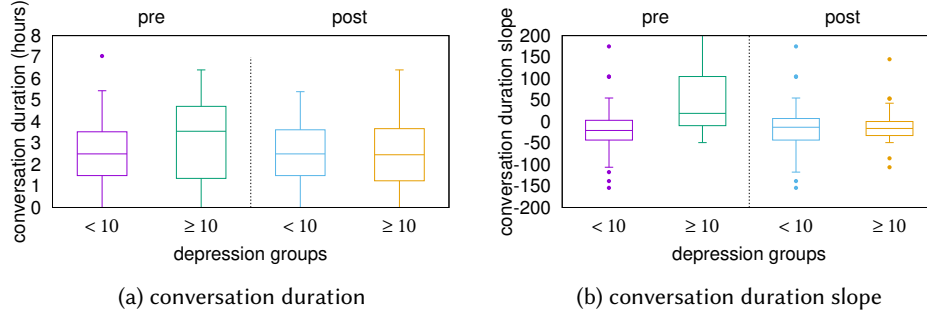 pre post
conversation duration (hours)
8
7
6
5
4
3
2
1
0
< 10 ≥ 10 < 10 ≥ 10
depression groups
(a) conversation duration
pre post
conversation duration slope
200
150
100
50
0
-50
-100
-150
-200
< 10 ≥ 10 < 10 ≥ 10
depression groups
(b) conversation duration slope